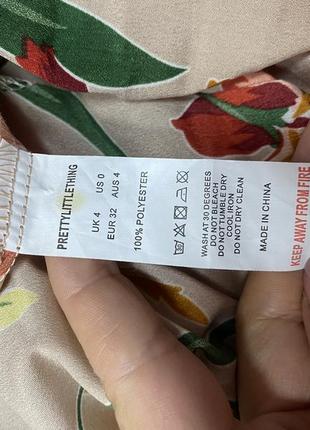 PRETTYLITTLETHING
UK 4 US 0
EUR 32 AUS 4
100% POLYESTER
WASH AT 30 DEGREES
DO NOT BLEACH
DO NOT TUMBLE DRY
COOL IRON
DO NOT DRY CLEAN
MADE IN CHINA
KEEP AWAY FROM FIRE